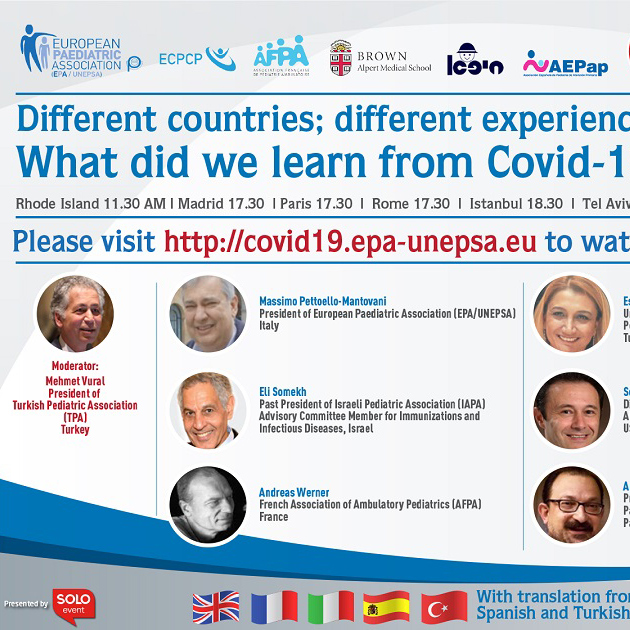 EUROPEAN
PAEDIATRIC
ASSOCIATION
(EPA / UNEPSA)
ECPCP
AFPA
ASSOCIATION FRANÇAISE
DE PÉDIATRIE AMBULATOIRE
BROWN
Alpert Medical School
AEPap
Different countries; different experienc
What did we learn from Covid-1
Rhode Island 11.30 AM I Madrid 17.30 I Paris 17.30 I Rome 17.30 I Istanbul 18.30 I Tel Aviv
Please visit http://covid19.epa-unepsa.eu to wat
Moderator:
Mehmet Vural
President of
Turkish Pediatric Association
(TPA)
Turkey
Massimo Pettoello-Mantovani
President of European Paediatric Association (EPA/UNEPSA)
Italy
Eli Somekh
Past President of Israeli Pediatric Association (IAPA)
Advisory Committee Member for Immunizations and
Infectious Diseases, Israel
Andreas Werner
French Association of Ambulatory Pediatrics (AFPA)
France
Presented by
SOLO
event
With translation from
Spanish and Turkish